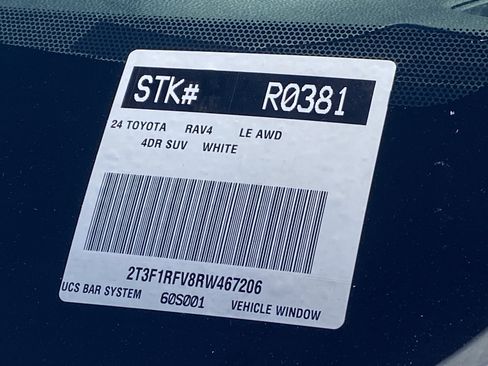 STK# R0381
24 TOYOTA RAV4 LE AWD
4DR SUV WHITE
2T3F1RFV8RW467206
UCS BAR SYSTEM 60S001 VEHICLE WINDOW